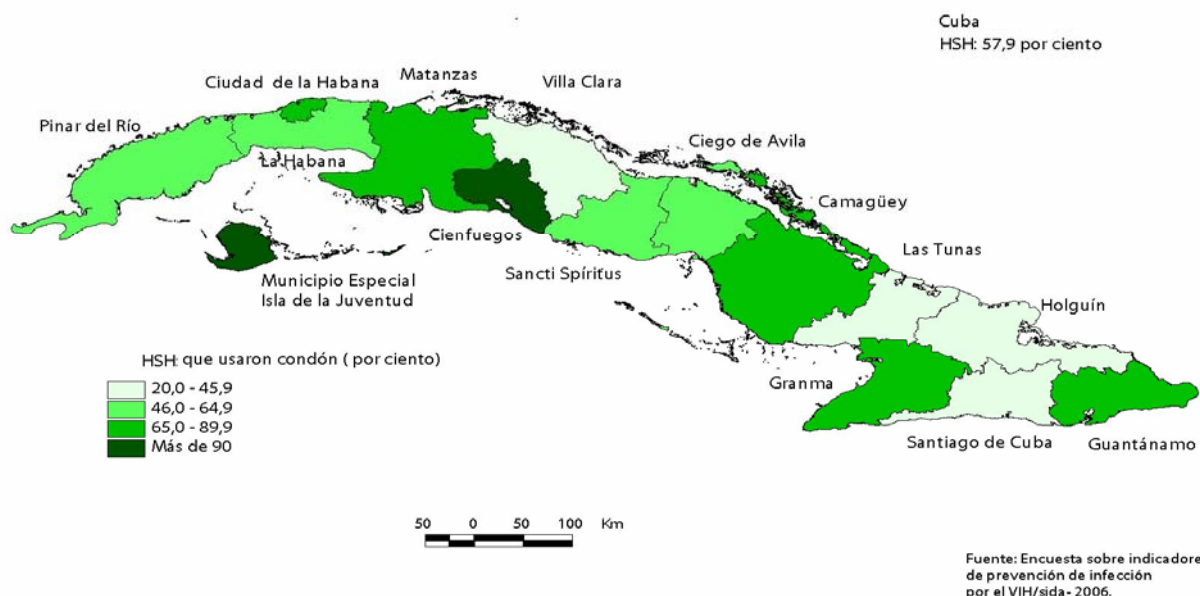 Cuba
HSH: 57,9 por ciento
Ciudad de la Habana
Matanzas
Villa Clara
Pinar del Río
La Habana
Ciego de Avila
Camagüey
Cienfuegos
Sancti Spíritus
Las Tunas
Municipio Especial
Isla de la Juventud
Holguín
HSH: que usaron condón ( por ciento)
20,0 - 45,9
46,0 - 64,9
65,0 - 89,9
Más de 90
Granma
Santiago de Cuba
Guantánamo
50 0 50 100 Km
Fuente: Encuesta sobre indicadore
de prevención de infección
por el VIH/sida- 2006.